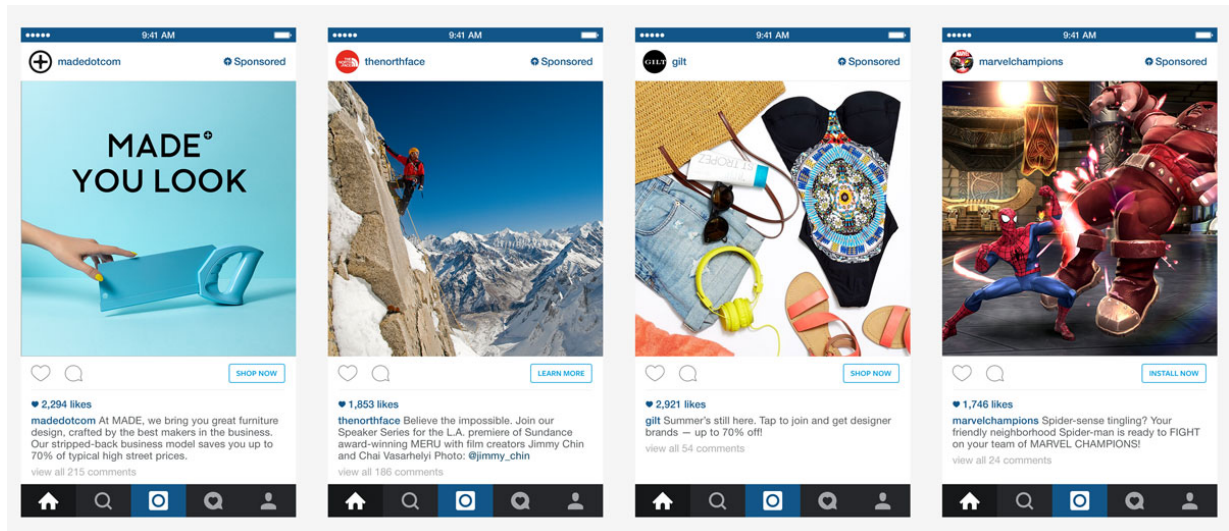 9:41 AM
madedotcom
Sponsored
MADE
YOU LOOK
SHOP NOW
2,294 likes
madedotcom At MADE, we bring you great furniture
design, crafted by the best makers in the business.
Our stripped-back business model saves you up to
70% of typical high street prices.
view all 215 comments
9:41 AM
THE NORTH FACE
thenorthface
Sponsored
LEARN MORE
1,853 likes
thenorthface Believe the impossible. Join our
Speaker Series for the L.A. premiere of Sundance
award-winning MERU with film creators Jimmy Chin
and Chai Vasarhelyi Photo: @jimmy_chin
view all 186 comments
9:41 AM
GILT
gilt
Sponsored
ST.TROPEZ
SHOP NOW
2,921 likes
gilt Summer's still here. Tap to join and get designer
brands — up to 70% off!
view all 54 comments
9:41 AM
MARVEL
marvelchampions
Sponsored
INSTALL NOW
1,746 likes
marvelchampions Spider-sense tingling? Your
friendly neighborhood Spider-man is ready to FIGHT
on your team of MARVEL CHAMPIONS!
view all 24 comments